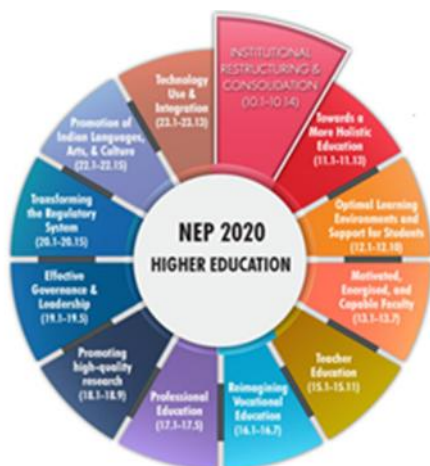 INSTITUTIONAL
RESTRUCTURING &
CONSOLIDATION
(10.1-10.14)
Towards a
More Holistic
Education
(11.1-11.13)
Optimal Learning
Environments and
Support for Students
(12.1-12.10)
Motivated,
Energised, and
Capable Faculty
(13.1-13.7)
Teacher
Education
(15.1-15.11)
Reimagining
Vocational
Education
(16.1-16.7)
Professional
Education
(17.1-17.5)
Promoting
high-quality
research
(18.1-18.9)
Effective
Governance &
Leadership
(19.1-19.5)
Transforming
the Regulatory
System
(20.1-20.15)
Promotion of
Indian Languages,
Arts, & Culture
(22.1-22.15)
Technology
Use &
Integration
(23.1-23.13)
NEP 2020
HIGHER EDUCATION